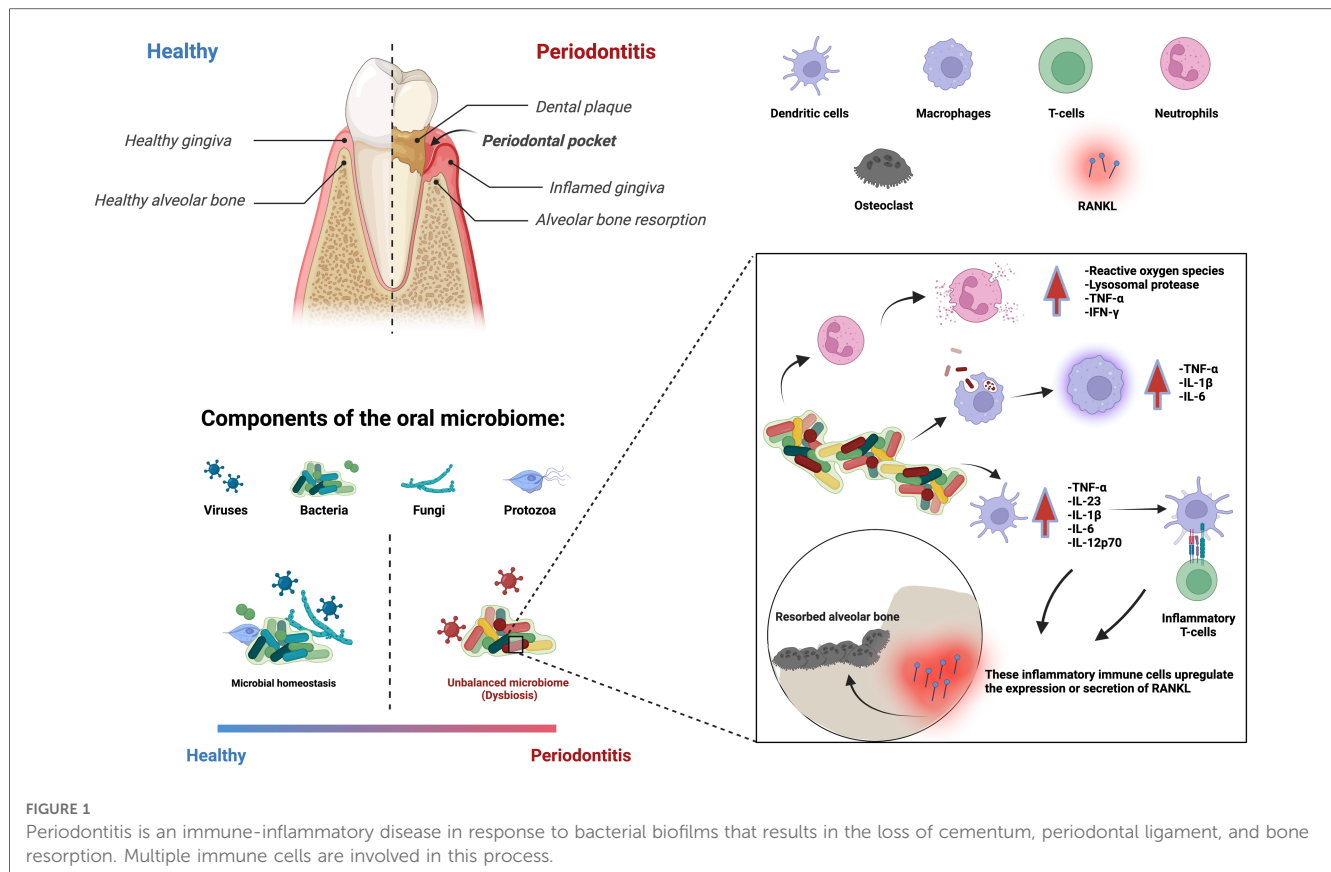 Healthy
Periodontitis
Dental plaque
Healthy gingiva
Periodontal pocket
Inflamed gingiva
Healthy alveolar bone
Alveolar bone resorption
Dendritic cells
Macrophages
T-cells
Neutrophils
Osteoclast
RANKL
Components of the oral microbiome:
Viruses
Bacteria
Fungi
Protozoa
Microbial homeostasis
Unbalanced microbiome
(Dysbiosis)
Healthy
Periodontitis
-Reactive oxygen species
-Lysosomal protease
-TNF-α
-IFN-γ
-TNF-α
-IL-1β
-IL-6
-TNF-α
-IL-23
-IL-1β
-IL-6
-IL-12p70
Inflammatory
T-cells
Resorbed alveolar bone
These inflammatory immune cells upregulate
the expression or secretion of RANKL
FIGURE 1
Periodontitis is an immune-inflammatory disease in response to bacterial biofilms that results in the loss of cementum, periodontal ligament, and bone
resorption. Multiple immune cells are involved in this process.